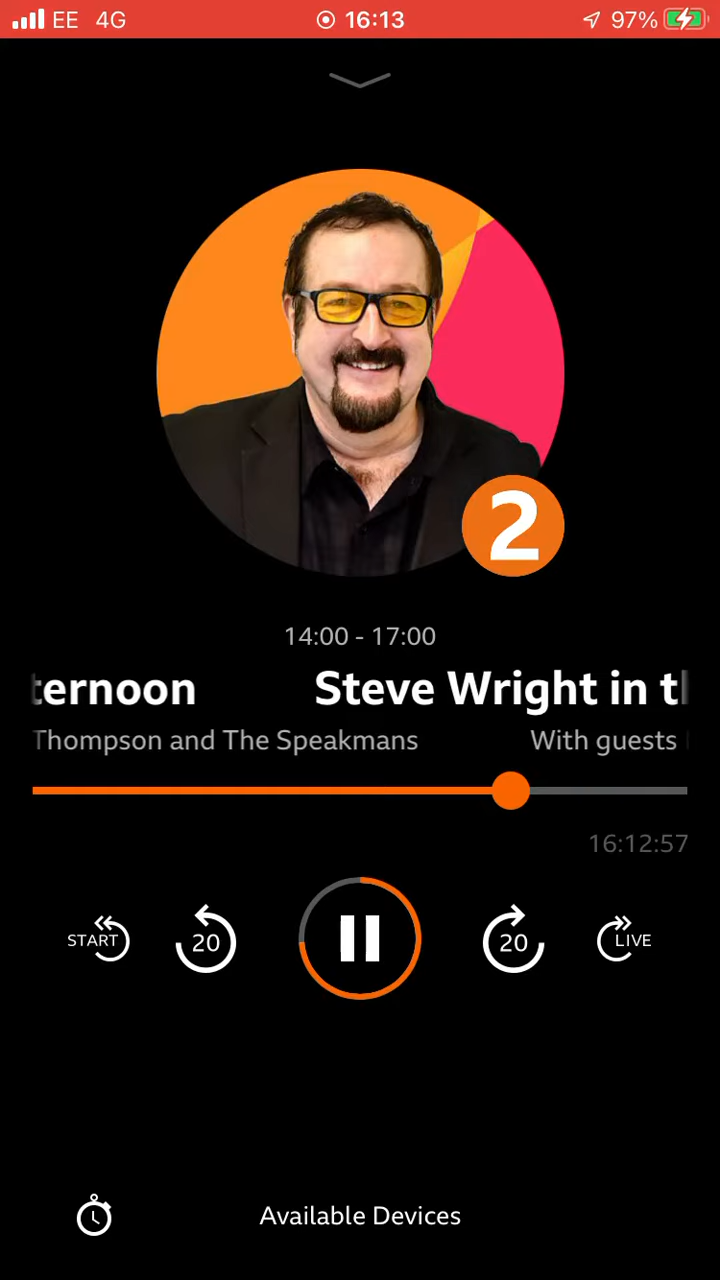 EE 4G 16:13 97%
2
14:00 - 17:00
ternoon Steve Wright in t
Thompson and The Speakmans With guests
16:12:57
START 20 20 LIVE
Available Devices